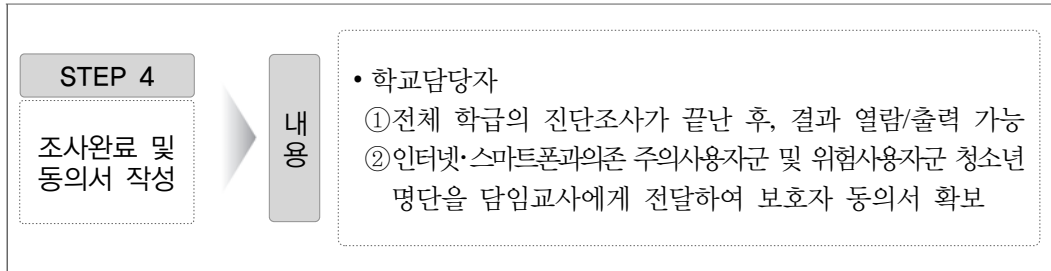 STEP 4
조사완료 및
동의서 작성
내
용
• 학교담당자
①전체 학급의 진단조사가 끝난 후, 결과 열람/출력 가능
②인터넷·스마트폰과의존 주의사용자군 및 위험사용자군 청소년
명단을 담임교사에게 전달하여 보호자 동의서 확보